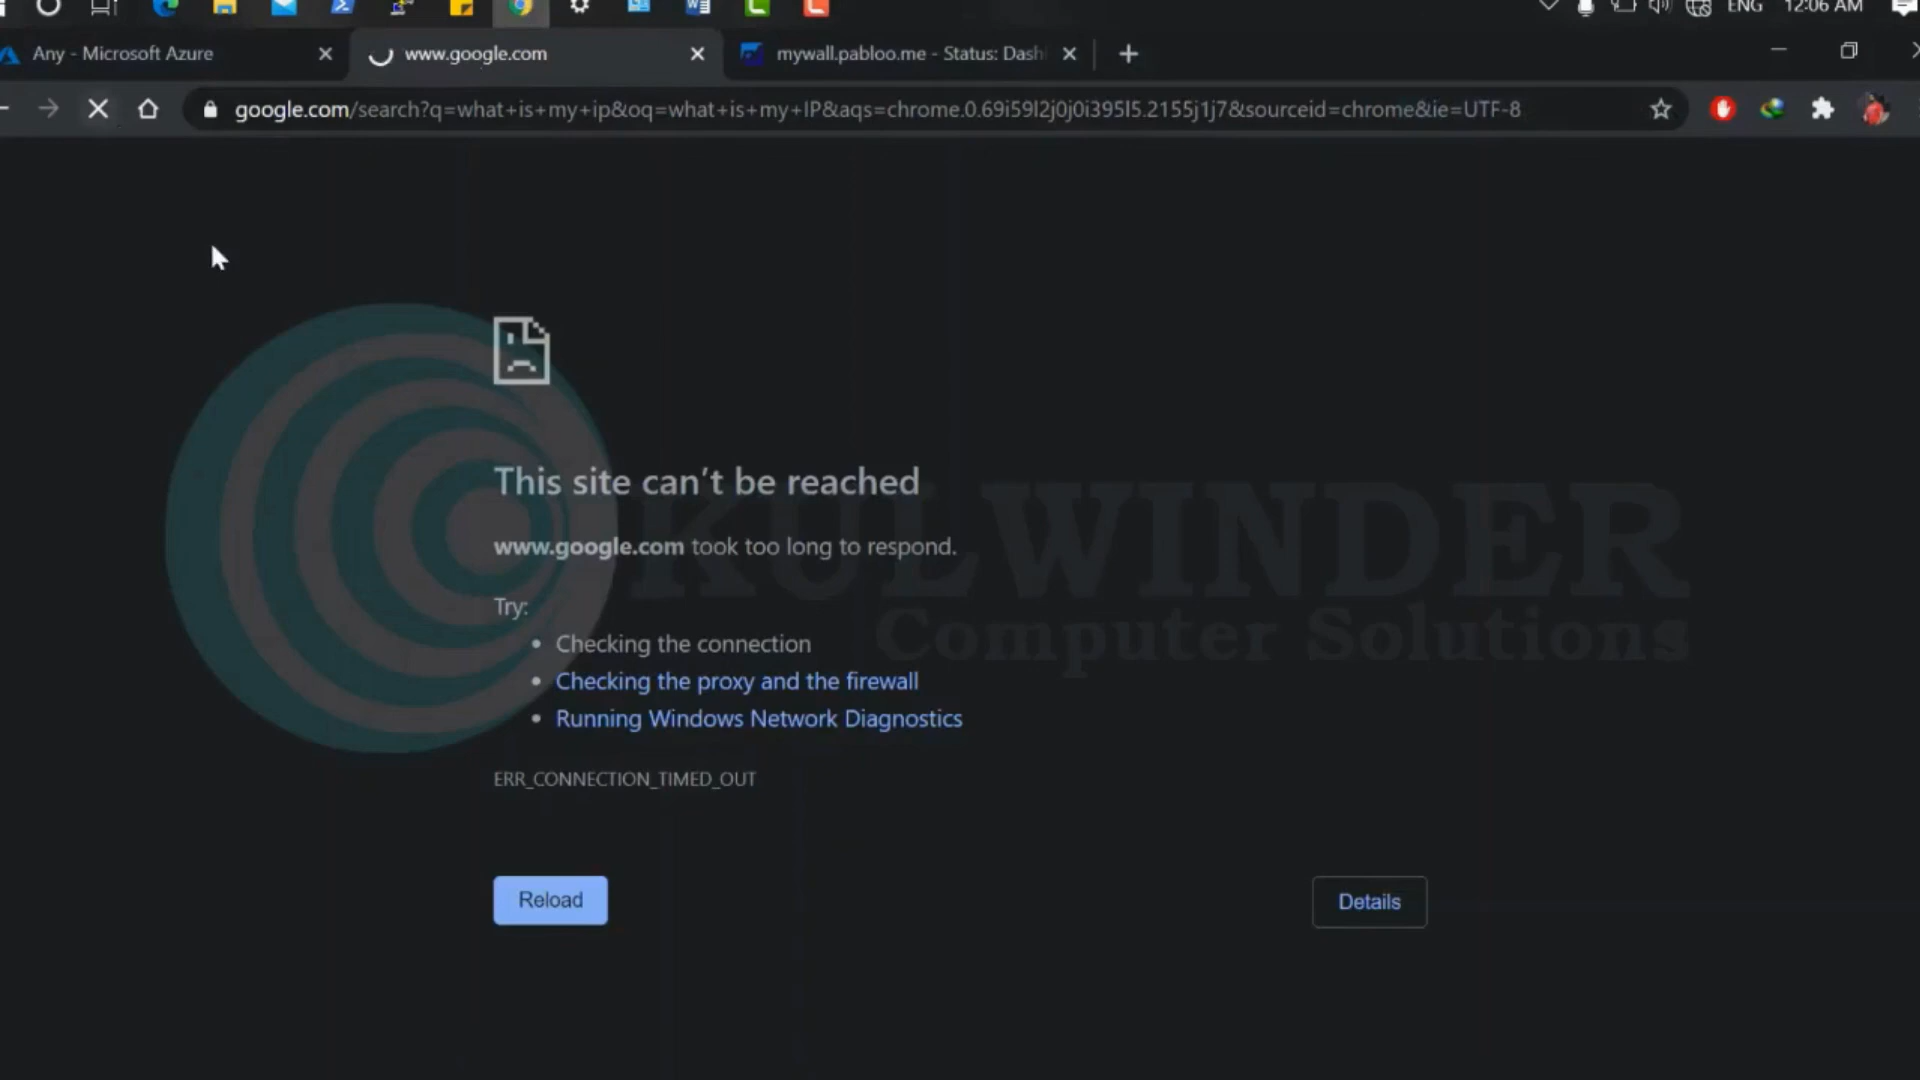 ENG 12:06 AM
Any - Microsoft Azure
www.google.com
mywall.pabloo.me - Status: Dash
google.com/search?q=what+is+my+ip&oq=what+is+my+IP&aqs=chrome.0.69i59l2j0j0i395l5.2155j1j7&sourceid=chrome&ie=UTF-8
This site can’t be reached
www.google.com took too long to respond.
KULWINDER
Computer Solutions
Try:
• Checking the connection
• Checking the proxy and the firewall
• Running Windows Network Diagnostics
ERR_CONNECTION_TIMED_OUT
Reload
Details